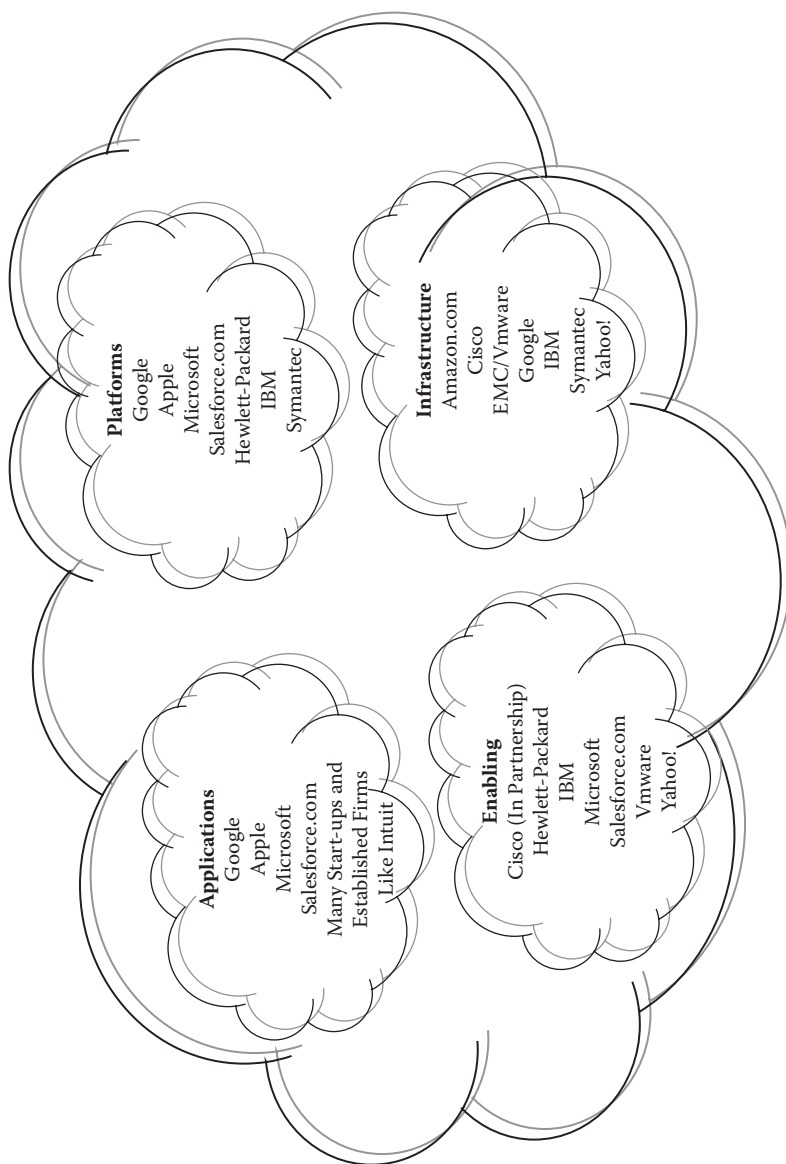 Applications
Google
Apple
Microsoft
Salesforce.com
Many Start-ups and
Established Firms
Like Intuit
Platforms
Google
Apple
Microsoft
Salesforce.com
Hewlett-Packard
IBM
Symantec
Enabling
Cisco (In Partnership)
Hewlett-Packard
IBM
Microsoft
Salesforce.com
Vmware
Yahoo!
Infrastructure
Amazon.com
Cisco
EMC/Vmware
Google
IBM
Symantec
Yahoo!